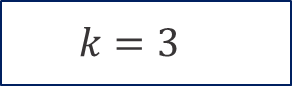 k = 3